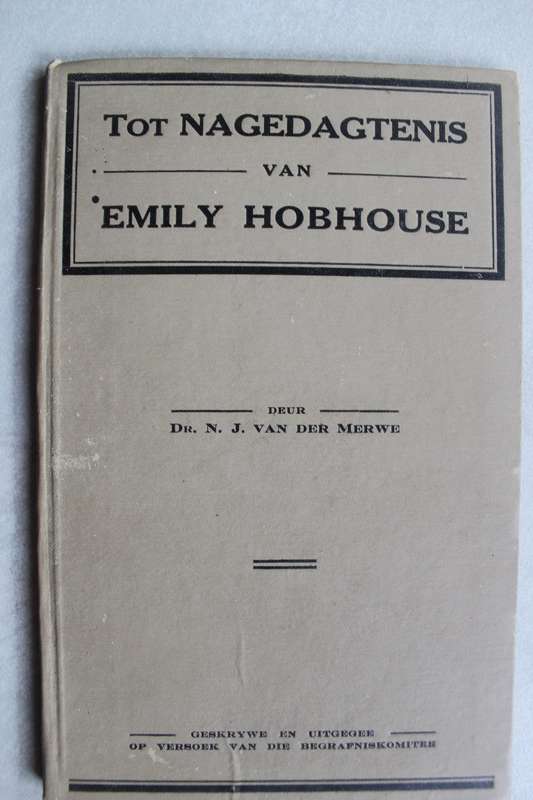 TOT NAGEDAGTENIS
VAN
EMILY HOBHOUSE
DEUR
DR. N. J. VAN DER MERWE
GESKRYWE EN UITGEGEE
OP VERSOEK VAN DIE BEGRAFNISKOMITEE